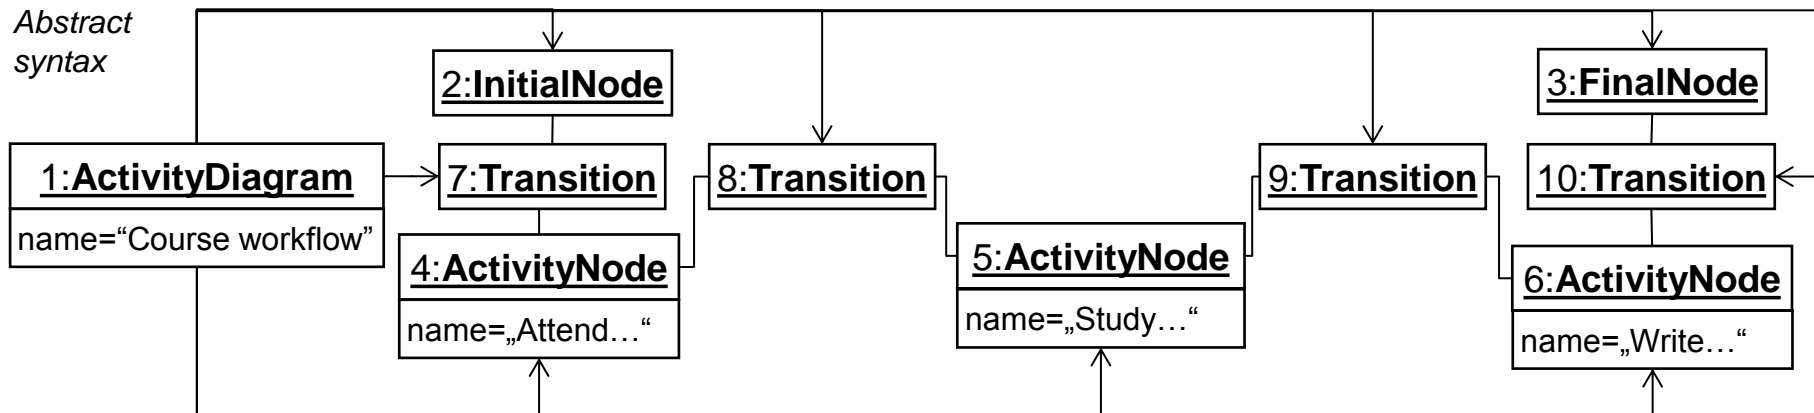 Abstract
syntax
2:InitialNode
3:FinalNode
1:ActivityDiagram
name=“Course workflow”
7:Transition
8:Transition
9:Transition
10:Transition
4:ActivityNode
name=„Attend…“
5:ActivityNode
name=„Study…“
6:ActivityNode
name=„Write…“